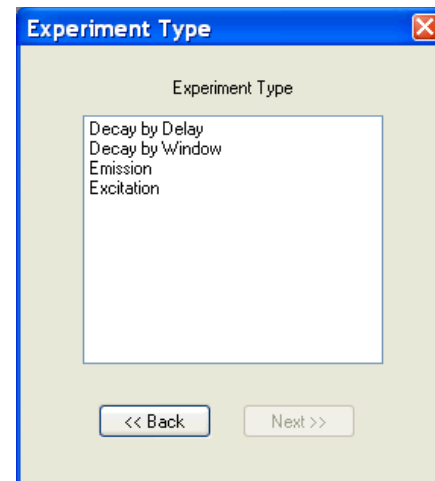 Experiment Type
Experiment Type
Decay by Delay
Decay by Window
Emission
Excitation
<< Back Next >>